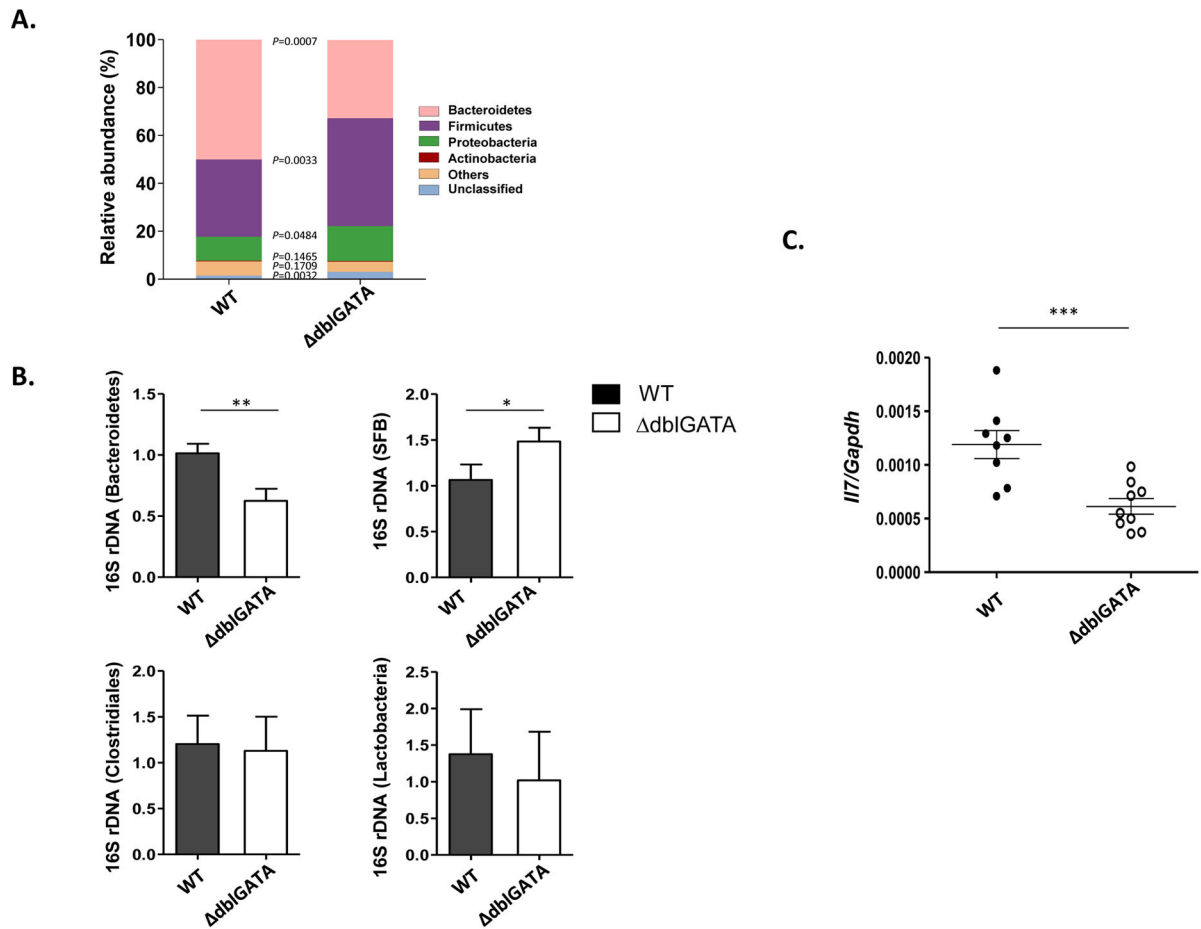 A.
Relative abundance (%)
100
80
60
40
20
0
P=0.0007
P=0.0033
P=0.0484
P=0.1465
P=0.1709
P=0.0032
WT
ΔdblGATA
Bacteroidetes
Firmicutes
Proteobacteria
Actinobacteria
Others
Unclassified
B.
16S rDNA (Bacteroidetes)
1.5
1.0
0.5
0.0
**
WT
ΔdblGATA
16S rDNA (SFB)
2.0
1.5
1.0
0.5
0.0
*
WT
ΔdblGATA
WT
ΔdblGATA
16S rDNA (Clostridiales)
2.0
1.5
1.0
0.5
0.0
WT
ΔdblGATA
16S rDNA (Lactobacteria)
2.5
2.0
1.5
1.0
0.5
0.0
WT
ΔdblGATA
C.
***
Il7/Gapdh
0.0020
0.0015
0.0010
0.0005
0.0000
WT
ΔdblGATA